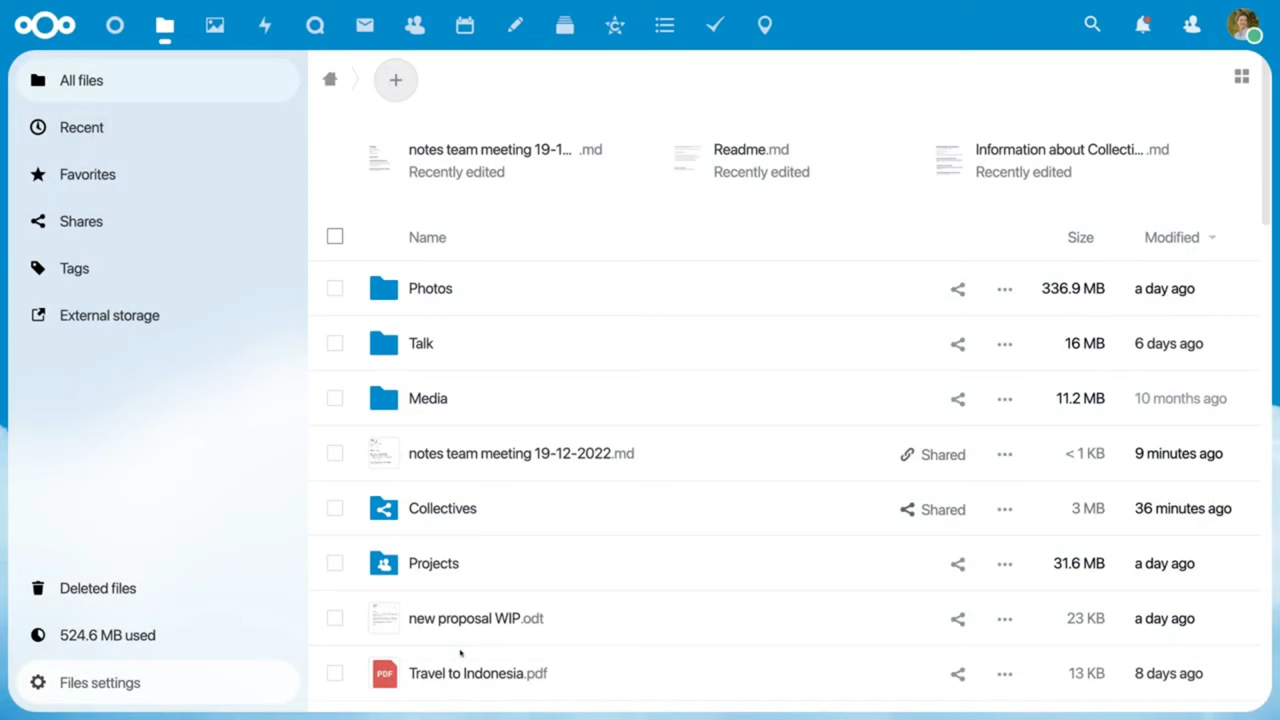 All files
Recent
Favorites
Shares
Tags
External storage
Deleted files
524.6 MB used
Files settings
notes team meeting 19-1... .md
Recently edited
Readme.md
Recently edited
Information about Collecti... .md
Recently edited
Name Size Modified
Photos 336.9 MB a day ago
Talk 16 MB 6 days ago
Media 11.2 MB 10 months ago
notes team meeting 19-12-2022.md Shared < 1 KB 9 minutes ago
Collectives Shared 3 MB 36 minutes ago
Projects 31.6 MB a day ago
new proposal WIP.odt 23 KB a day ago
PDF Travel to Indonesia.pdf 13 KB 8 days ago